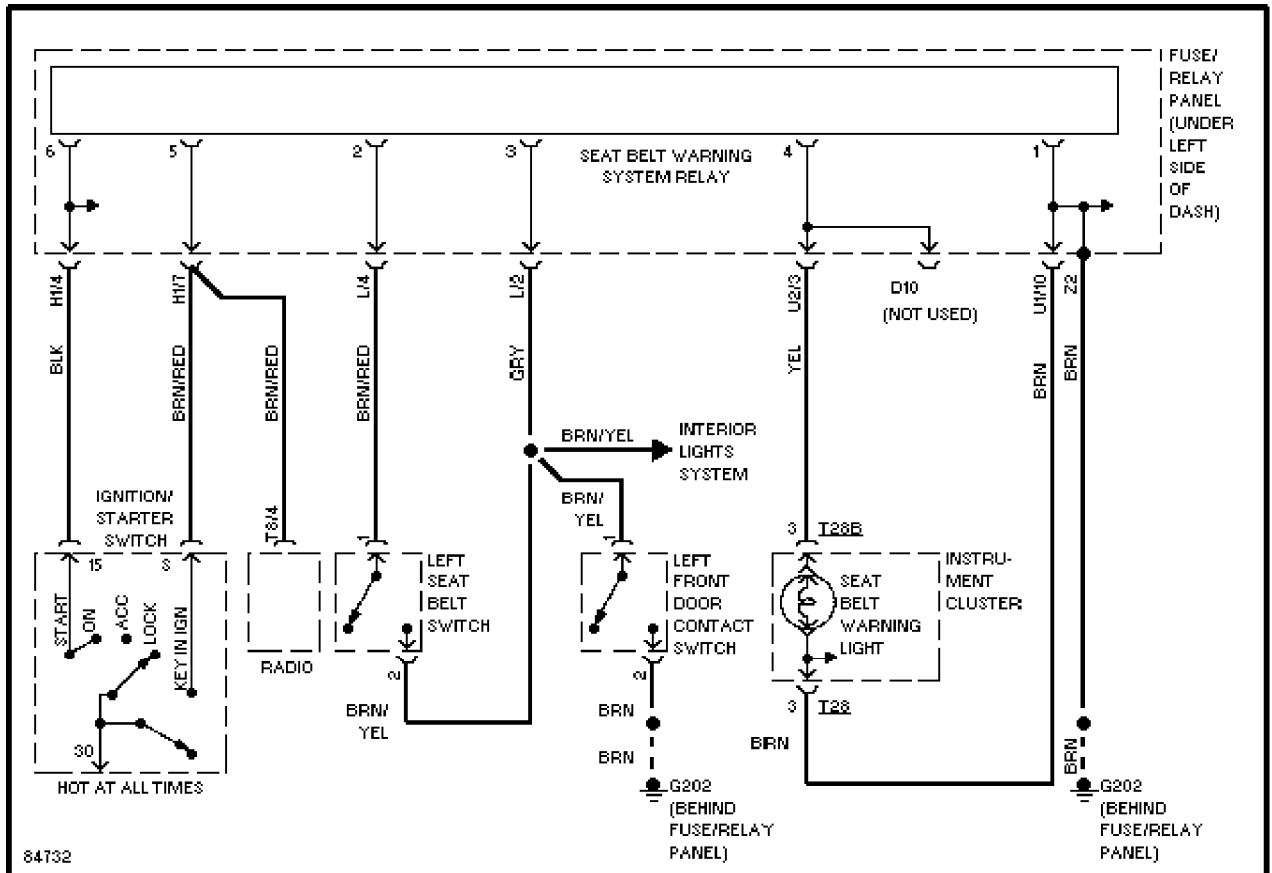 FUSE/
RELAY
PANEL
(UNDER
LEFT
SIDE
OF
DASH)
6
5
2
3
SEAT BELT WARNING
SYSTEM RELAY
4
1
H1/4
H1/7
L/4
L/2
U2/3
D10
(NOT USED)
U1/10
Z2
BLK
BRN/RED
BRN/RED
BRN/RED
GRY
YEL
BRN
BRN
BRN/YEL
INTERIOR
LIGHTS
SYSTEM
BRN/
YEL
IGNITION/
STARTER
SWITCH
T8/4
1
1
3 T28B
15
S
START
ON
ACC
LOCK
KEY IN IGN
30
HOT AT ALL TIMES
RADIO
LEFT
SEAT
BELT
SWITCH
2
BRN/
YEL
LEFT
FRONT
DOOR
CONTACT
SWITCH
2
BRN
BRN
G202
(BEHIND
FUSE/RELAY
PANEL)
SEAT
BELT
WARNING
LIGHT
INSTRU-
MENT
CLUSTER
3 T28
BRN
BRN
G202
(BEHIND
FUSE/RELAY
PANEL)
84732